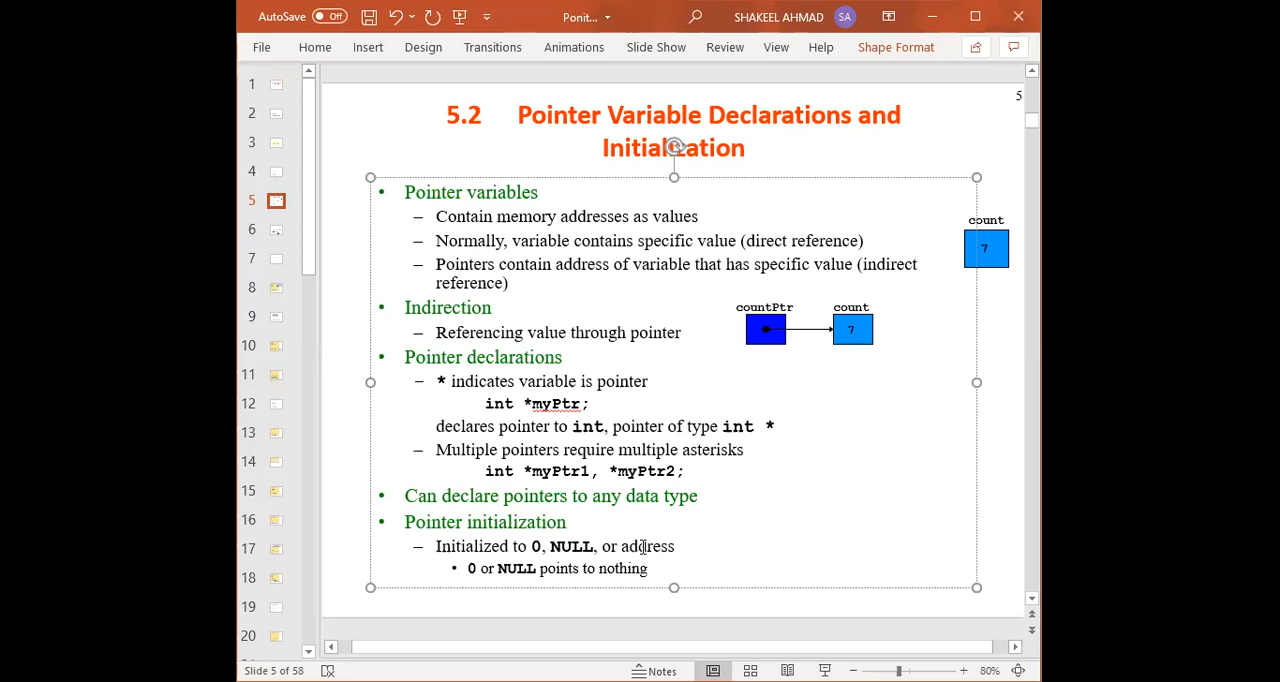 AutoSave Off Ponit... SHAKEEL AHMAD SA
File Home Insert Design Transitions Animations Slide Show Review View Help Shape Format
1
2
3
4
5
6
7
8
9
10
11
12
13
14
15
16
17
18
19
20
5
5.2 Pointer Variable Declarations and
Initialization
• Pointer variables
– Contain memory addresses as values
– Normally, variable contains specific value (direct reference)
– Pointers contain address of variable that has specific value (indirect
reference)
count
7
• Indirection
– Referencing value through pointer
countPtr count
7
• Pointer declarations
– * indicates variable is pointer
int *myPtr;
declares pointer to int, pointer of type int *
– Multiple pointers require multiple asterisks
int *myPtr1, *myPtr2;
• Can declare pointers to any data type
• Pointer initialization
– Initialized to 0, NULL, or address
• 0 or NULL points to nothing
Slide 5 of 58 Notes 80%